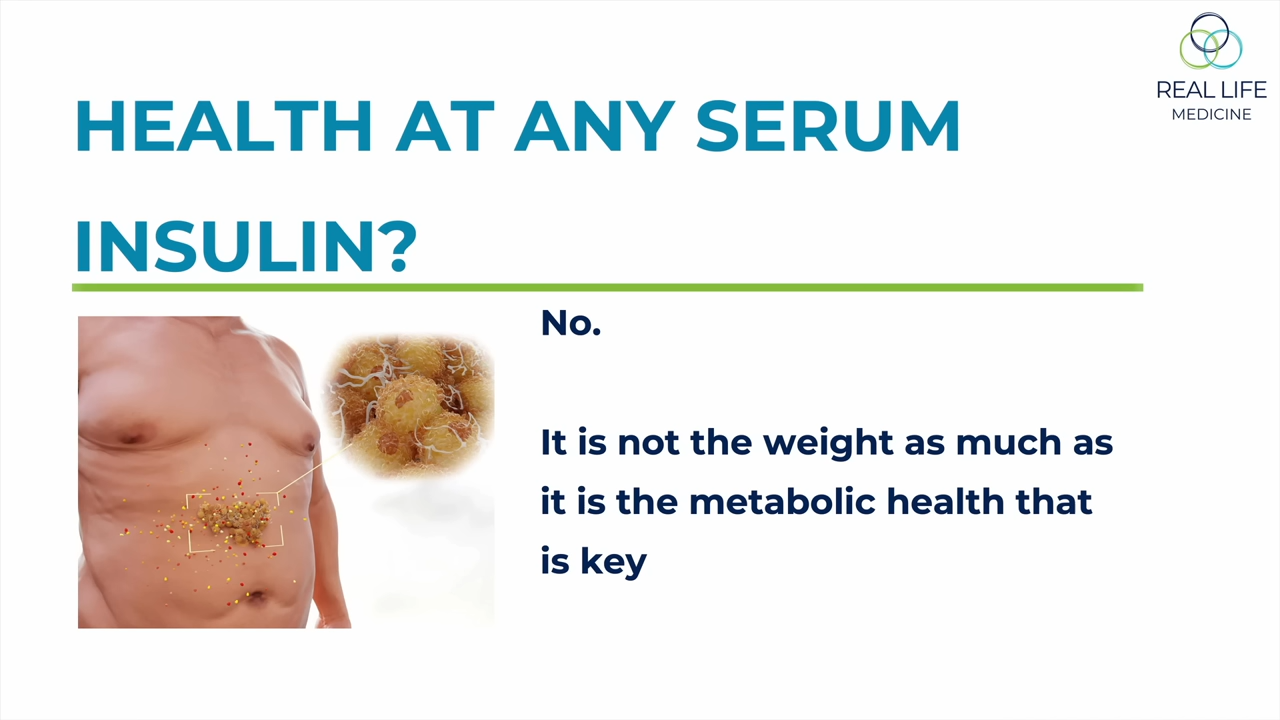 REAL LIFE
MEDICINE
HEALTH AT ANY SERUM
INSULIN?
No.
It is not the weight as much as
it is the metabolic health that
is key